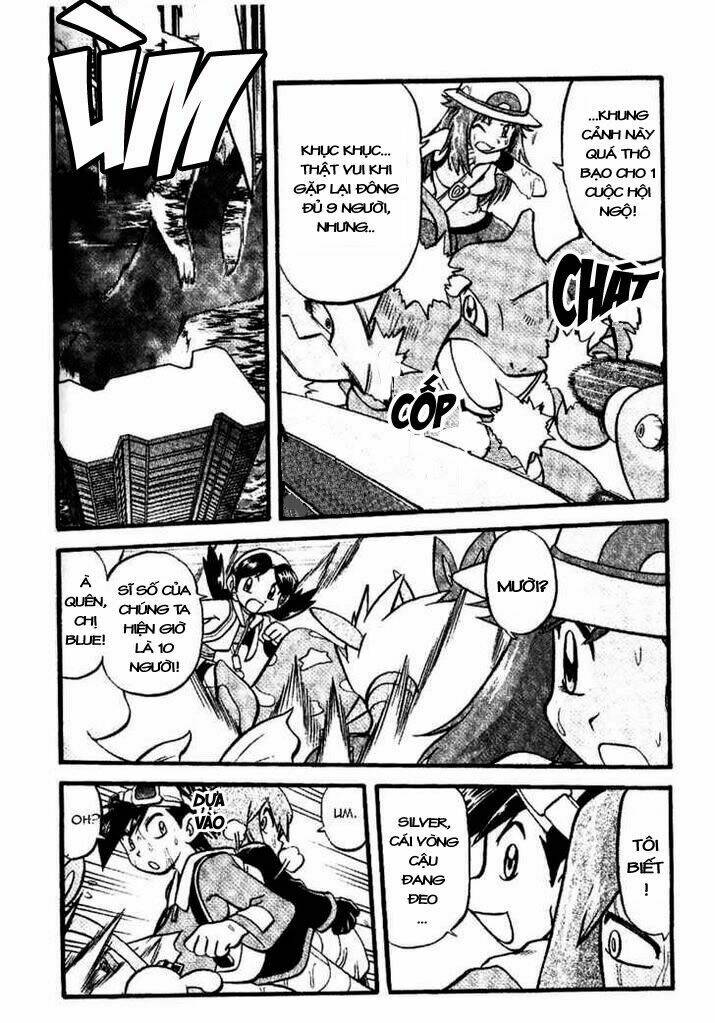 ...KHUNG
CẢNH NÀY
QUÁ THÔ
BẠO CHO 1
CUỘC HỘI
NGỘ!
KHỤC KHỤC...
THẬT VUI KHI
GẶP LẠI ĐÔNG
ĐỦ 9 NGƯỜI,
NHƯNG...
CHÁT
CỐP
ÙM
MƯỜI?
SĨ SỐ CỦA
CHÚNG TA
HIỆN GIỜ
LÀ 10
NGƯỜI!
À
QUÊN,
CHỊ
BLUE!
TÔI
BIẾT
!
SILVER,
CÁI VÒNG
CẬU
ĐANG
ĐEO
...
UM.
DỰA
VÀO
OH?